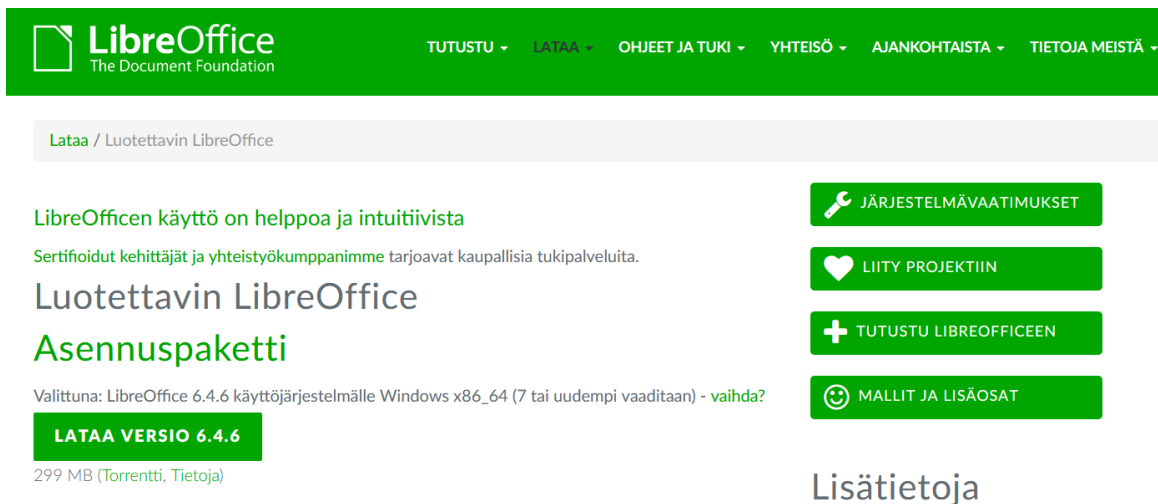 LibreOffice
The Document Foundation
TUTUSTU LATAA OHJEET JA TUKI YHTEISÖ AJANKOHTAISTA TIETOJA MEISTÄ
Lataa / Luotettavin LibreOffice
LibreOfficen käyttö on helppoa ja intuitiivista
Sertifioidut kehittäjät ja yhteistyökumppanimme tarjoavat kaupallisia tukipalveluita.
Luotettavin LibreOffice
Asennuspaketti
Valittuna: LibreOffice 6.4.6 käyttöjärjestelmälle Windows x86_64 (7 tai uudempi vaaditaan) - vaihda?
LATAA VERSIO 6.4.6
299 MB (Torrentti, Tietoja)
JÄRJESTELMÄVAATIMUKSET
LIITY PROJEKTIIN
TUTUSTU LIBREOFFICEEN
MALLIT JA LISÄOSAT
Lisätietoja